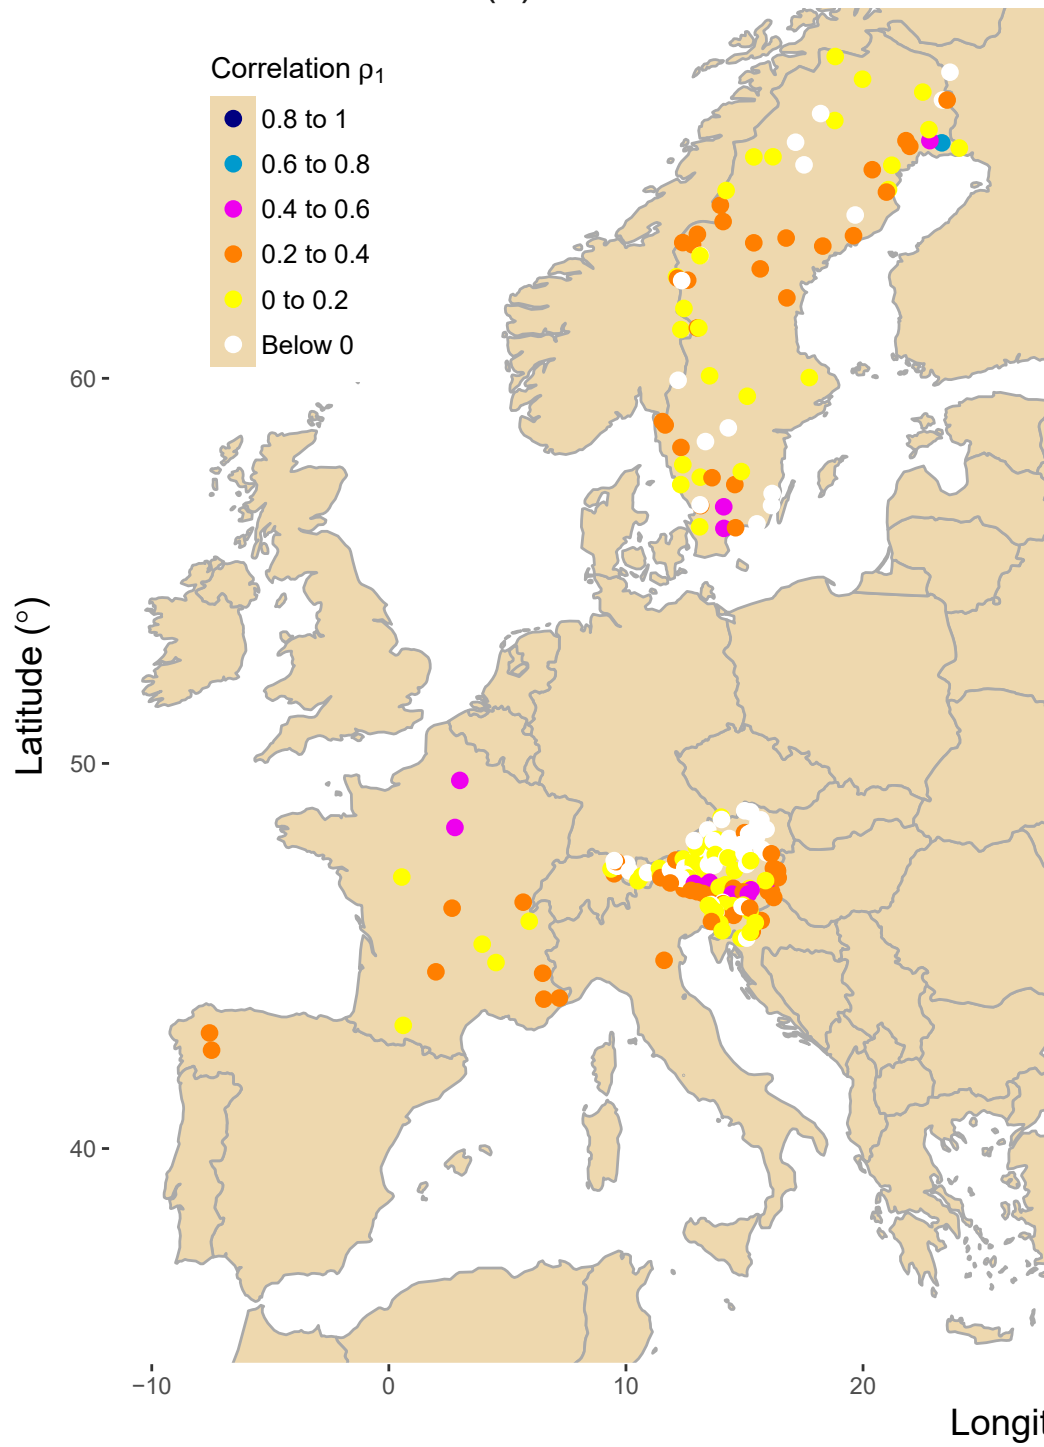 Correlation ρ1
0.8 to 1
0.6 to 0.8
0.4 to 0.6
0.2 to 0.4
0 to 0.2
Below 0
60
50
40
Latitude (°)
−10
0
10
20
Longit